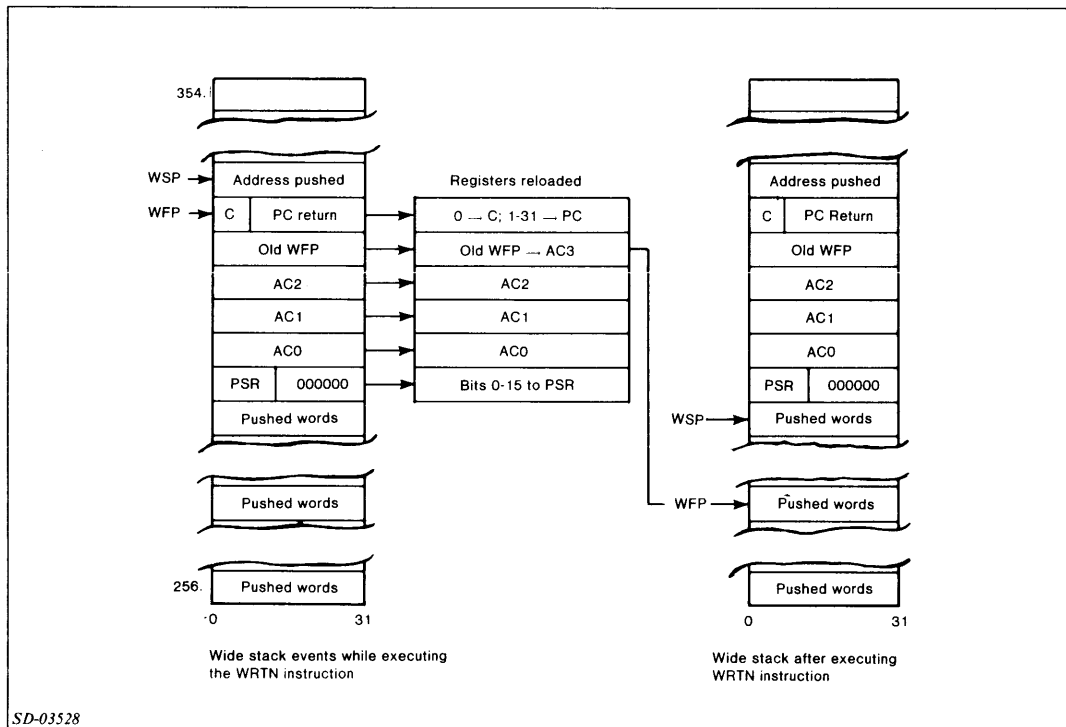 354.
WSP
Address pushed
WFP
C
PC return
Old WFP
AC2
AC1
AC0
PSR
000000
Pushed words
Pushed words
256.
Pushed words
0
31
Wide stack events while executing
the WRTN instruction
Registers reloaded
0 → C; 1-31 → PC
Old WFP → AC3
AC2
AC1
AC0
Bits 0-15 to PSR
Address pushed
C
PC Return
Old WFP
AC2
AC1
AC0
PSR
000000
WSP
Pushed words
WFP
Pushed words
Pushed words
0
31
Wide stack after executing
WRTN instruction
SD-03528